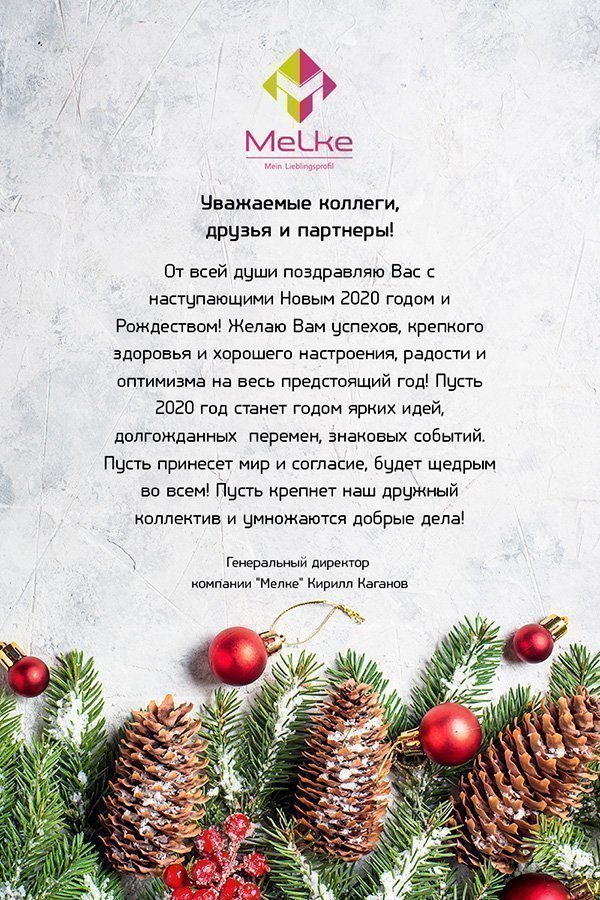 Melke
Mein Lieblingsprofil
Уважаемые коллеги,
друзья и партнеры!
От всей души поздравляю Вас с
наступающими Новым 2020 годом и
Рождеством! Желаю Вам успехов, крепкого
здоровья и хорошего настроения, радости и
оптимизма на весь предстоящий год! Пусть
2020 год станет годом ярких идей,
долгожданных  перемен, знаковых событий.
Пусть принесет мир и согласие, будет щедрым
во всем! Пусть крепнет наш дружный
коллектив и умножаются добрые дела!
Генеральный директор
компании "Мелке" Кирилл Каганов